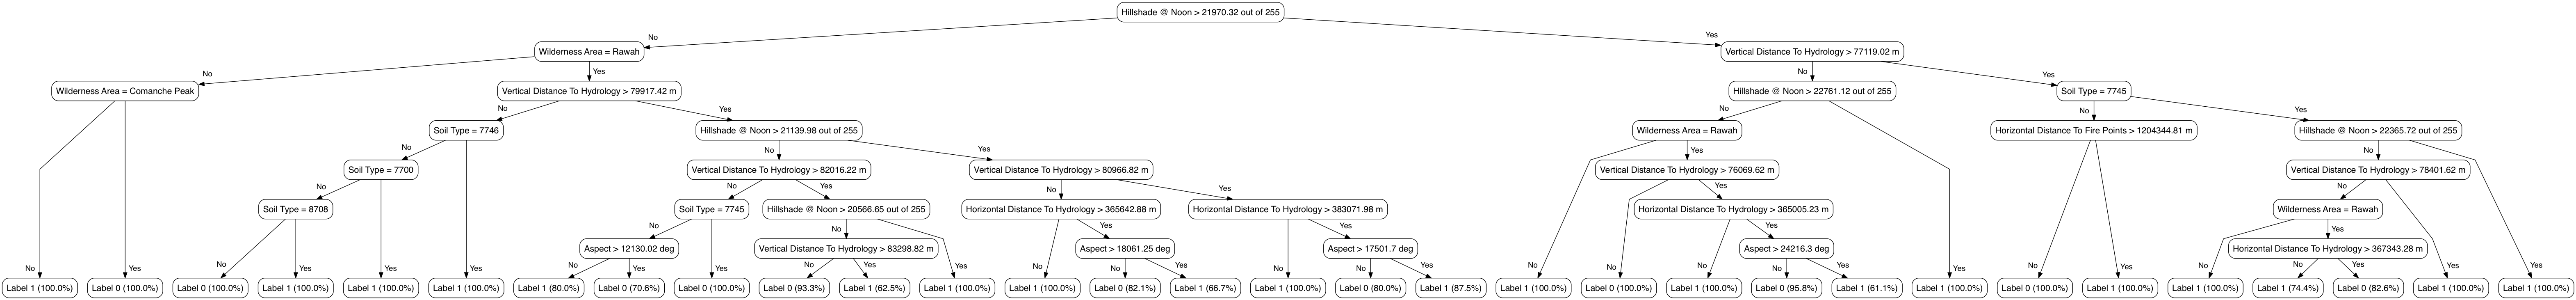 Hillshade @ Noon > 21970.32 out of 255
No
Yes
Wilderness Area = Rawah
Vertical Distance To Hydrology > 77119.02 m
No
Yes
No
Yes
Wilderness Area = Comanche Peak
Vertical Distance To Hydrology > 79917.42 m
Hillshade @ Noon > 22761.12 out of 255
Soil Type = 7745
No
Yes
No
Yes
No
Yes
Soil Type = 7746
Hillshade @ Noon > 21139.98 out of 255
Wilderness Area = Rawah
Horizontal Distance To Fire Points > 1204344.81 m
Hillshade @ Noon > 22365.72 out of 255
No
No
Yes
Yes
No
Yes
Soil Type = 7700
Vertical Distance To Hydrology > 82016.22 m
Vertical Distance To Hydrology > 80966.82 m
Vertical Distance To Hydrology > 76069.62 m
Vertical Distance To Hydrology > 78401.62 m
No
No
Yes
No
Yes
Yes
No
Yes
Soil Type = 8708
Soil Type = 7745
Hillshade @ Noon > 20566.65 out of 255
Horizontal Distance To Hydrology > 365642.88 m
Horizontal Distance To Hydrology > 383071.98 m
Horizontal Distance To Hydrology > 365005.23 m
Wilderness Area = Rawah
No
No
Yes
Yes
Yes
Yes
Aspect > 12130.02 deg
Vertical Distance To Hydrology > 83298.82 m
Aspect > 18061.25 deg
Aspect > 17501.7 deg
Aspect > 24216.3 deg
Horizontal Distance To Hydrology > 367343.28 m
No
Yes
No
Yes
Yes
Yes
No
Yes
Yes
No
Yes
Yes
No
No
Yes
No
No
Yes
No
No
No
No
Yes
Yes
No
Yes
No
No
Yes
Yes
Yes
Label 1 (100.0%)
Label 0 (100.0%)
Label 0 (100.0%)
Label 1 (100.0%)
Label 1 (100.0%)
Label 1 (100.0%)
Label 1 (80.0%)
Label 0 (70.6%)
Label 0 (100.0%)
Label 0 (93.3%)
Label 1 (62.5%)
Label 1 (100.0%)
Label 1 (100.0%)
Label 0 (82.1%)
Label 1 (66.7%)
Label 1 (100.0%)
Label 0 (80.0%)
Label 1 (87.5%)
Label 1 (100.0%)
Label 0 (100.0%)
Label 1 (100.0%)
Label 0 (95.8%)
Label 1 (61.1%)
Label 1 (100.0%)
Label 0 (100.0%)
Label 1 (100.0%)
Label 1 (100.0%)
Label 1 (74.4%)
Label 0 (82.6%)
Label 1 (100.0%)
Label 1 (100.0%)